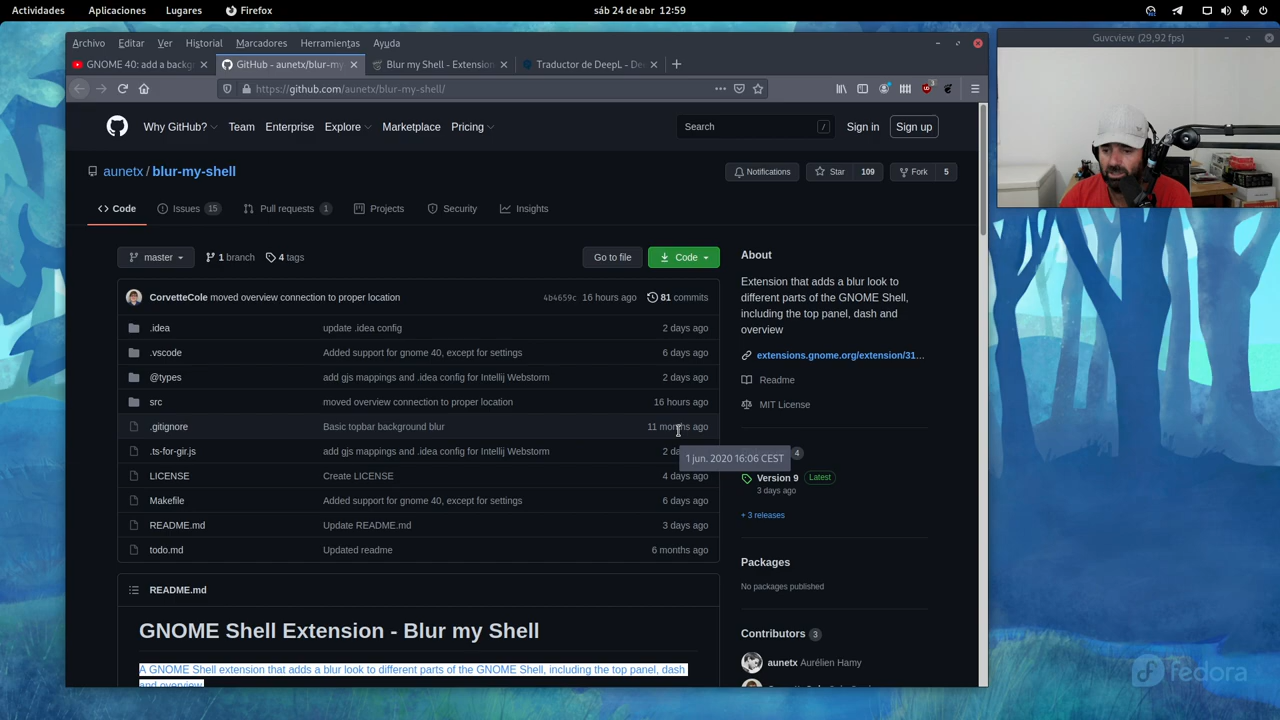 Actividades Aplicaciones Lugares Firefox sáb 24 de abr 12:59
Archivo Editar Ver Historial Marcadores Herramientas Ayuda
Guvcview (29,92 fps)
GNOME 40: add a backg
GitHub - aunetx/blur-my-
Blur my Shell - Extension
Traductor de DeepL - De
https://github.com/aunetx/blur-my-shell/
3
Why GitHub? Team Enterprise Explore Marketplace Pricing
Search /
Sign in Sign up
aunetx / blur-my-shell
Notifications Star 109 Fork 5
Code Issues 15 Pull requests 1 Projects Security Insights
master 1 branch 4 tags Go to file Code
CorvetteCole moved overview connection to proper location 4b4659c 16 hours ago 81 commits
.idea update .idea config 2 days ago
.vscode Added support for gnome 40, except for settings 6 days ago
@types add gjs mappings and .idea config for Intellij Webstorm 2 days ago
src moved overview connection to proper location 16 hours ago
.gitignore Basic topbar background blur 11 months ago
.ts-for-gir.js add gjs mappings and .idea config for Intellij Webstorm 2 da
1 jun. 2020 16:06 CEST
LICENSE Create LICENSE 4 days ago
Makefile Added support for gnome 40, except for settings 6 days ago
README.md Update README.md 3 days ago
todo.md Updated readme 6 months ago
README.md
GNOME Shell Extension - Blur my Shell
A GNOME Shell extension that adds a blur look to different parts of the GNOME Shell, including the top panel, dash
and overview.
About
Extension that adds a blur look to
different parts of the GNOME Shell,
including the top panel, dash and
overview
extensions.gnome.org/extension/31...
Readme
MIT License
4
Version 9 Latest
3 days ago
+ 3 releases
Packages
No packages published
Contributors 3
aunetx Aurélien Hamy
fedora